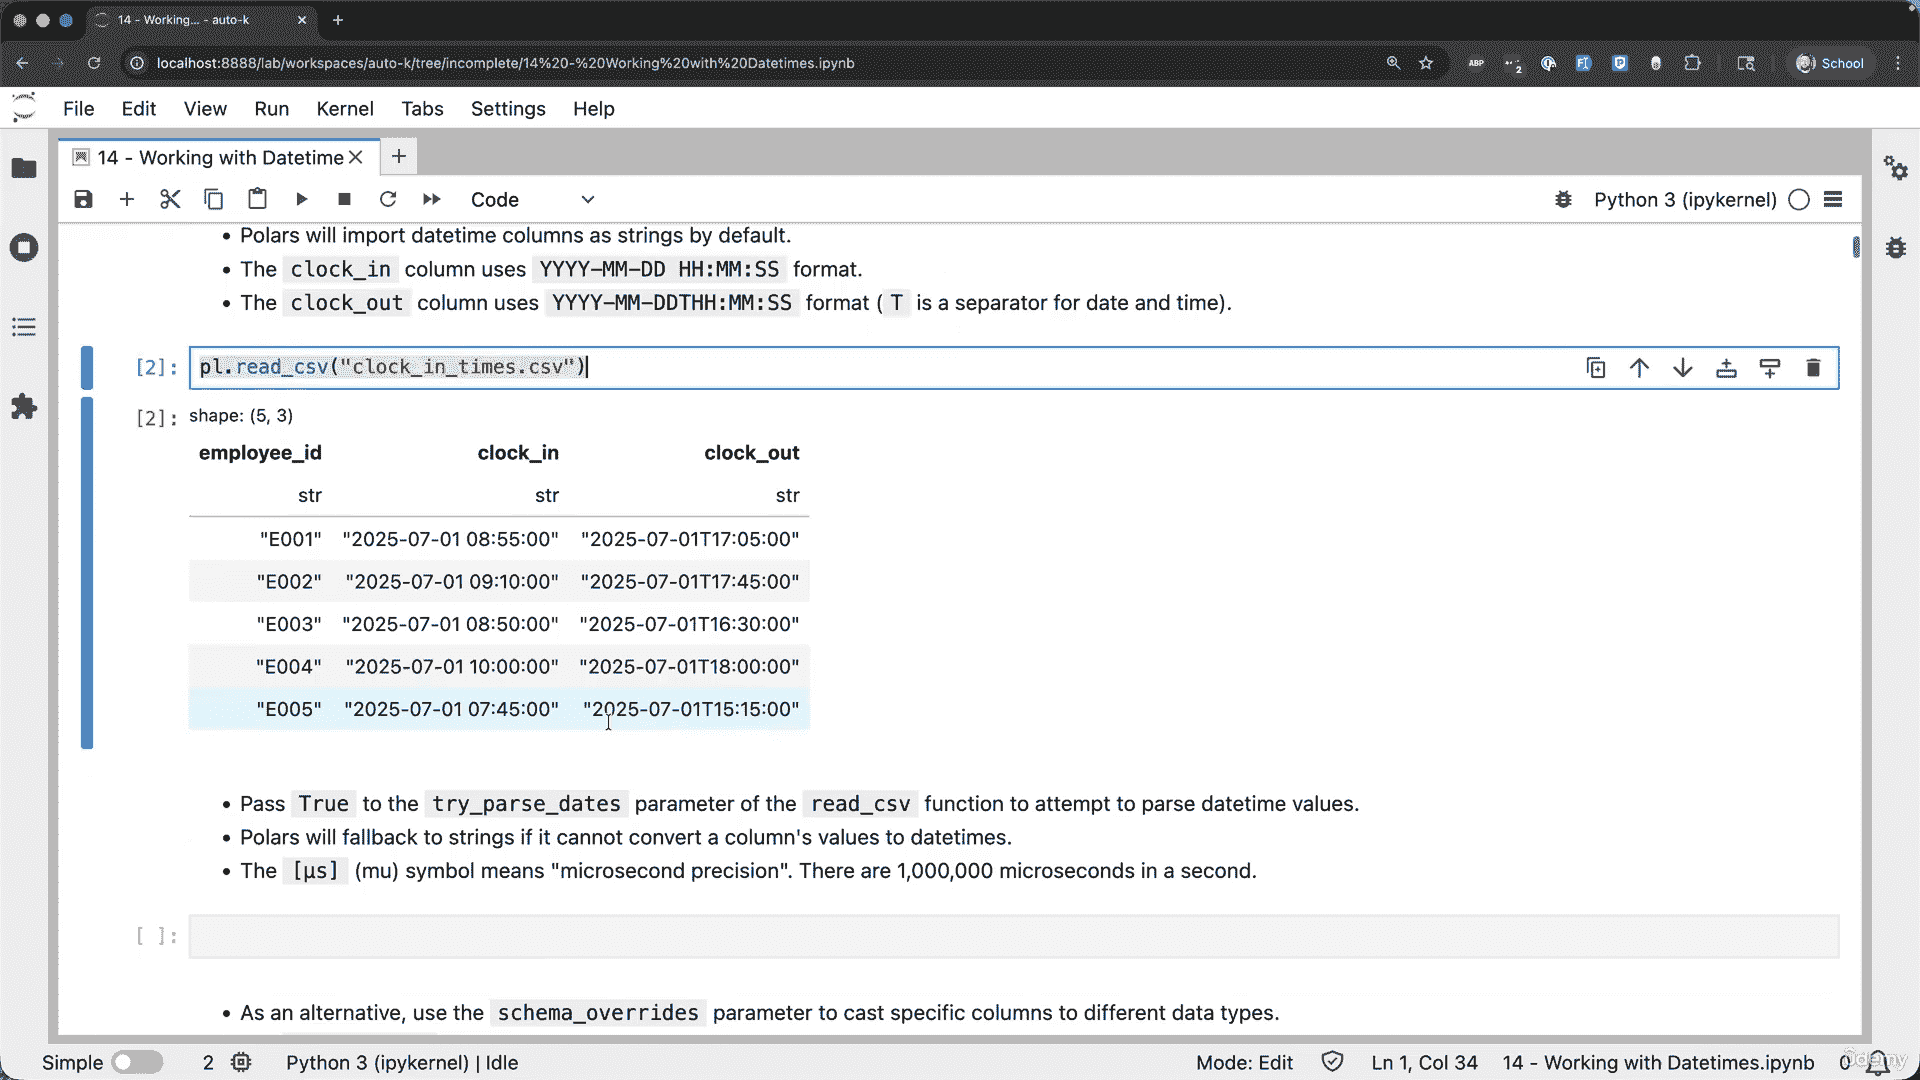 14 - Working... - auto-k
localhost:8888/lab/workspaces/auto-k/tree/incomplete/14%20-%20Working%20with%20Datetimes.ipynb
ABP
2
School
File Edit View Run Kernel Tabs Settings Help
14 - Working with Datetime
Code
Python 3 (ipykernel)
• Polars will import datetime columns as strings by default.
• The clock_in column uses YYYY-MM-DD HH:MM:SS format.
• The clock_out column uses YYYY-MM-DDTHH:MM:SS format ( T is a separator for date and time).
[2]: pl.read_csv("clock_in_times.csv")
[2]: shape: (5, 3)
employee_id clock_in clock_out
str str str
"E001" "2025-07-01 08:55:00" "2025-07-01T17:05:00"
"E002" "2025-07-01 09:10:00" "2025-07-01T17:45:00"
"E003" "2025-07-01 08:50:00" "2025-07-01T16:30:00"
"E004" "2025-07-01 10:00:00" "2025-07-01T18:00:00"
"E005" "2025-07-01 07:45:00" "2025-07-01T15:15:00"
• Pass True to the try_parse_dates parameter of the read_csv function to attempt to parse datetime values.
• Polars will fallback to strings if it cannot convert a column's values to datetimes.
• The [μs] (mu) symbol means "microsecond precision". There are 1,000,000 microseconds in a second.
[ ]:
• As an alternative, use the schema_overrides parameter to cast specific columns to different data types.
Simple 2 Python 3 (ipykernel) | Idle Mode: Edit Ln 1, Col 34 14 - Working with Datetimes.ipynb 0
Udemy